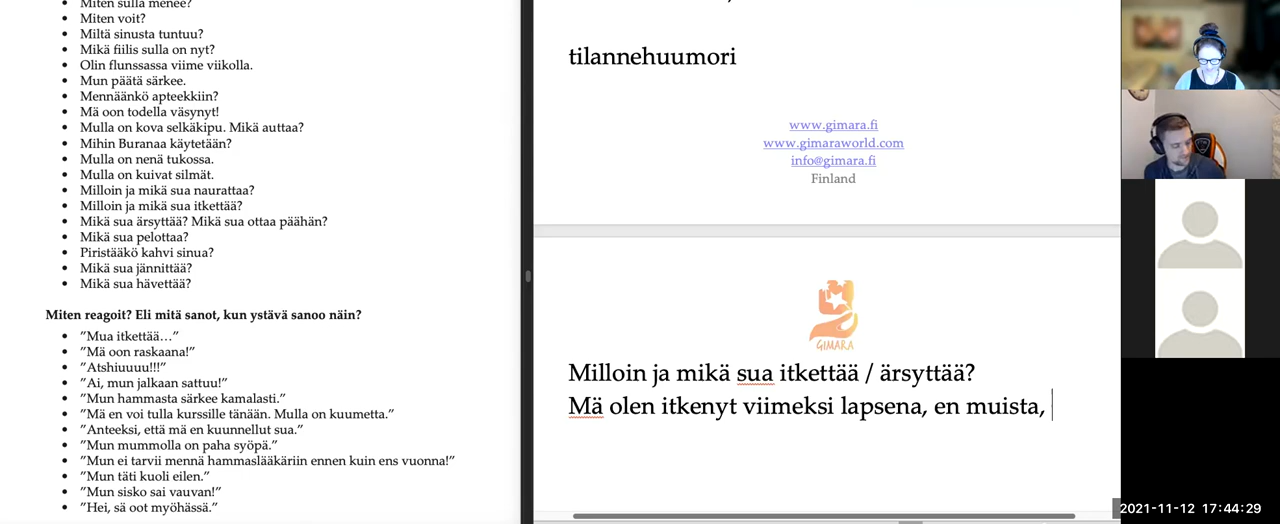 Miten sulla menee?
Miten voit?
Miltä sinusta tuntuu?
Mikä fiilis sulla on nyt?
Olin flunssassa viime viikolla.
Mun päätä särkee.
Mennäänkö apteekkiin?
Mä oon todella väsynyt!
Mulla on kova selkäkipu. Mikä auttaa?
Mihin Buranaa käytetään?
Mulla on nenä tukossa.
Mulla on kuivat silmät.
Milloin ja mikä sua naurattaa?
Milloin ja mikä sua itkettää?
Mikä sua ärsyttää? Mikä sua ottaa päähän?
Mikä sua pelottaa?
Piristääkö kahvi sinua?
Mikä sua jännittää?
Mikä sua hävettää?
Miten reagoit? Eli mitä sanot, kun ystävä sanoo näin?
”Mua itkettää…”
”Mä oon raskaana!”
”Atshiuuuu!!!”
”Ai, mun jalkaan sattuu!”
”Mun hammasta särkee kamalasti.”
”Mä en voi tulla kurssille tänään. Mulla on kuumetta.”
”Anteeksi, että mä en kuunnellut sua.”
”Mun mummolla on paha syöpä.”
”Mun ei tarvii mennä hammaslääkäriin ennen kuin ens vuonna!”
”Mun täti kuoli eilen.”
”Mun sisko sai vauvan!”
”Hei, sä oot myöhässä.”
tilannehuumori
www.gimara.fi
www.gimaraworld.com
info@gimara.fi
Finland
GIMARA
Milloin ja mikä sua itkettää / ärsyttää?
Mä olen itkenyt viimeksi lapsena, en muista,
2021-11-12 17:44:29